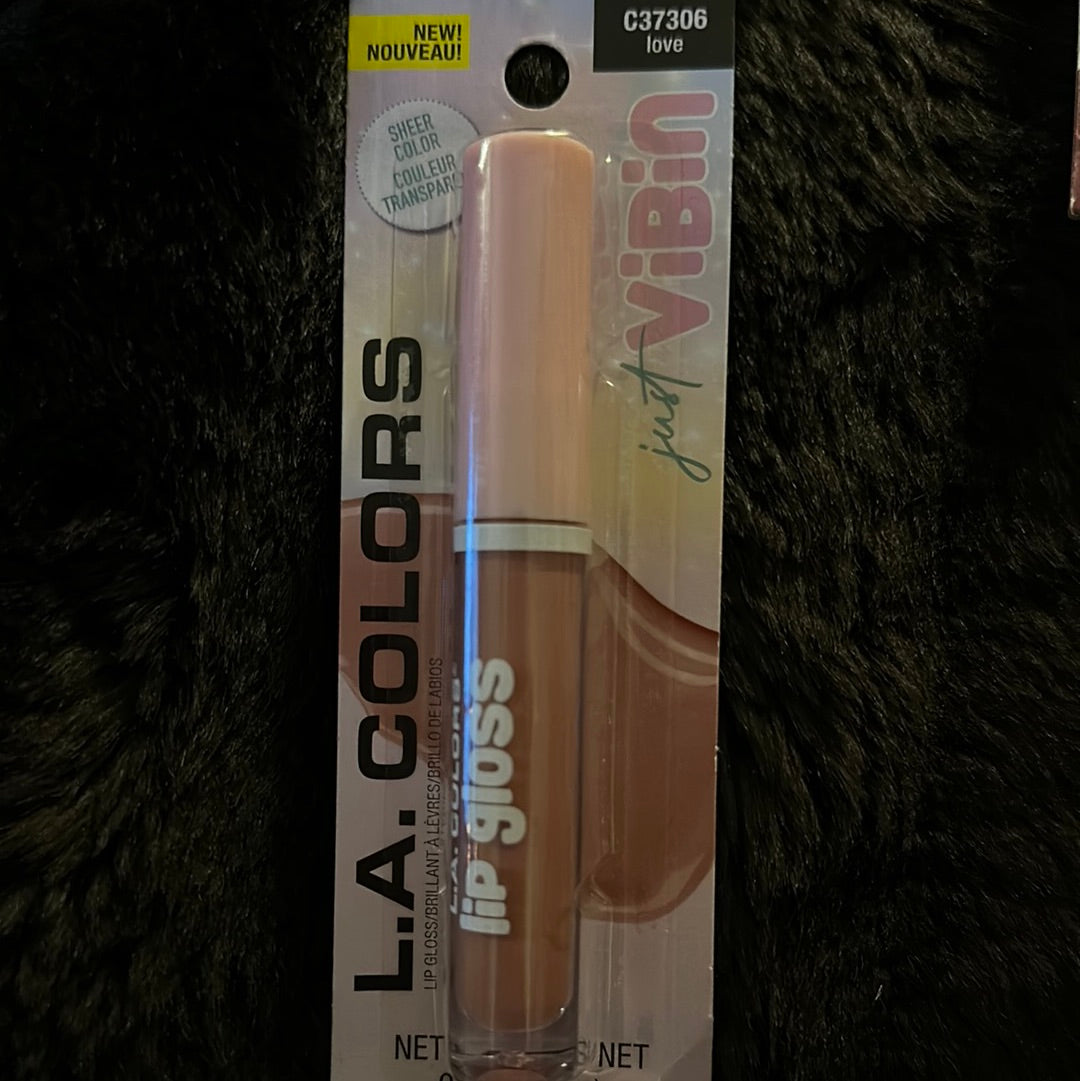 NEW!
NOUVEAU!
C37306
love
SHEER
COLOR
COULEUR
just
ViBin
L.A. COLORS
LIP GLOSS/BRILLANT À LÈVRES/BRILLO DE LABIOS
L.A. COLORS
lip gloss
NET
NET